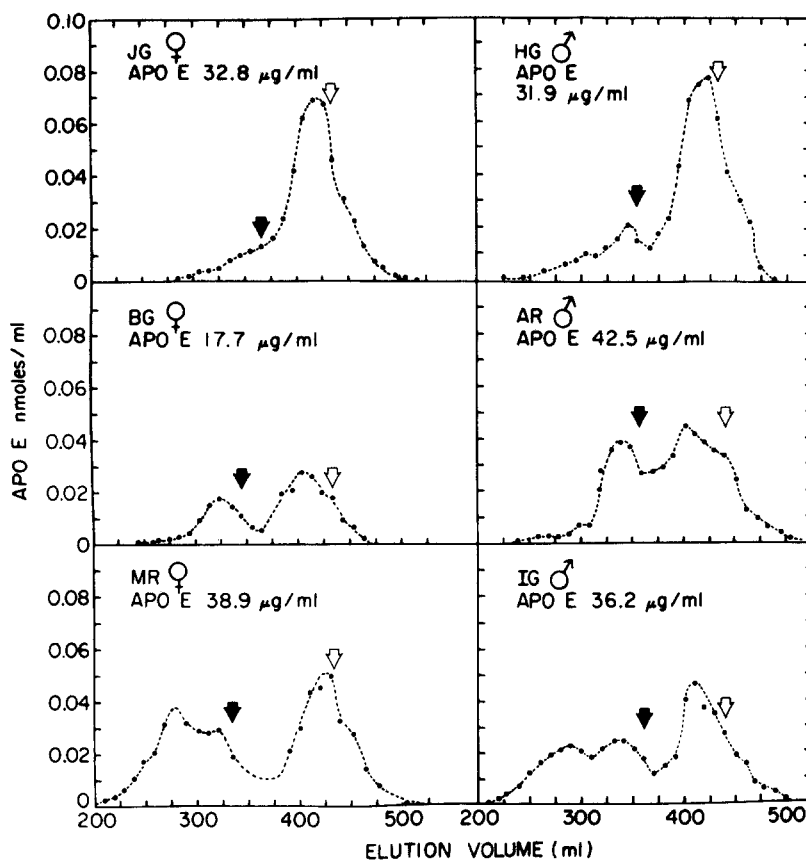 0.10
0.08
0.06
0.04
0.02
0
JG ♀
APO E 32.8 μg/ml
HG ♂
APO E
31.9 μg/ml
0.08
0.06
0.04
0.02
0
BG ♀
APO E 17.7 μg/ml
AR ♂
APO E 42.5 μg/ml
0.08
0.06
0.04
0.02
0
MR ♀
APO E 38.9 μg/ml
IG ♂
APO E 36.2 μg/ml
200 300 400 500
200 300 400 500
APO E nmoles/ml
ELUTION VOLUME (ml)